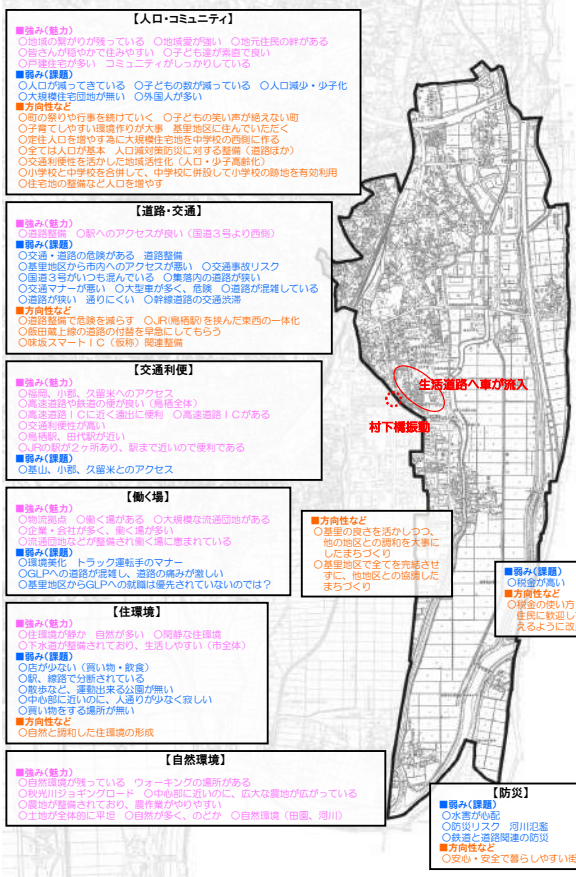 【人口・コミュニティ】
■強み(魅力)
○地域の繋がりが残っている　○地域愛が強い　○地元住民の絆がある
○皆さんが穏やかで住みやすい　○子ども達が素直で良い
○戸建住宅が多い　コミュニティがしっかりしている
■弱み(課題)
○人口が減ってきている　○子どもの数が減っている　○人口減少・少子化
○大規模住宅団地が無い　○外国人が多い
■方向性など
○町の祭りや行事を続けていく　○子どもの笑い声が絶えない町
○子育てしやすい環境作りが大事　基里地区に住んでいただく
○定住人口を増やす為に大規模住宅を中学校の西側に作る
○全ては人口が基本　人口減対策防災に対する整備（道路ほか）
○交通利便性を活かした地域活性化（人口・少子高齢化）
○小学校と中学校を合併して、中学校に併設して小学校の跡地を有効利用
○住宅地の整備など人口を増やす
【道路・交通】
■強み(魅力)
○道路整備　○駅へのアクセスが良い（国道３号より西側）
■弱み(課題)
○交通・道路の危険がある　道路整備
○基里地区から市内へのアクセスが悪い　○交通事故リスク
○国道３号がいつも混んでいる　○集落内の道路が狭い
○交通マナーが悪い　○大型車が多く、危険　○道路が混雑している
○道路が狭い　通りにくい　○幹線道路の交通渋滞
■方向性など
○道路整備で危険を減らす　○JR(鳥栖駅)を挟んだ東西の一体化
○飯田蔵上線の道路の付替を早急にしてもらう
○味坂スマートＩＣ（仮称）関連整備
【交通利便】
■強み(魅力)
○福岡、小郡、久留米へのアクセス
○高速道路や鉄道の便が良い（鳥栖全体）
○高速道路ＩＣに近く遠出に便利　○高速道路ＩＣがある
○交通利便性が高い
○鳥栖駅、田代駅が近い
○JRの駅が２ヶ所あり、駅まで近いので便利である
■弱み(課題)
○基山、小郡、久留米とのアクセス
生活道路へ車が流入
村下橋振動
【働く場】
■強み(魅力)
○物流拠点　○働く場がある　○大規模な流通団地がある
○企業・会社が多く、働く場が多い
○流通団地などが整備され働く場に恵まれている
■弱み(課題)
○環境美化　トラック運転手のマナー
○GLPへの道路が混雑し、道路の痛みが激しい
○基里地区からGLPへの就職は優先されていないのでは？
■方向性など
○基里の良さを活かしつつ、
他の地区との調和を大事に
したまちづくり
○基里地区で全てを完結させ
ずに、他地区との協調した
まちづくり
■弱み(課題)
○税金が高い
■方向性など
○税金の使い方
住民に歓迎し
えるように改
【住環境】
■強み(魅力)
○住環境が静か　自然が多い　○閑静な住環境
○下水道が整備されており、生活しやすい（市全体）
■弱み(課題)
○店が少ない（買い物・飲食）
○駅、線路で分断されている
○散歩など、運動出来る公園が無い
○中心部に近いのに、人通りが少なく寂しい
○買い物をする場所が無い
■方向性など
○自然と調和した住環境の形成
【自然環境】
■強み(魅力)
○自然環境が残っている　ウォーキングの場所がある
○秋光川ジョギングロード　○中心部に近いのに、広大な農地が広がっている
○農地が整備されており、農作業がやりやすい
○土地が全体的に平坦　○自然が多く、のどか　○自然環境（田園、河川）
【防災】
■弱み(課題)
○水害が心配
○防災リスク　河川氾濫
○鉄道と道路関連の防災
■方向性など
○安心・安全で暮らしやすい街